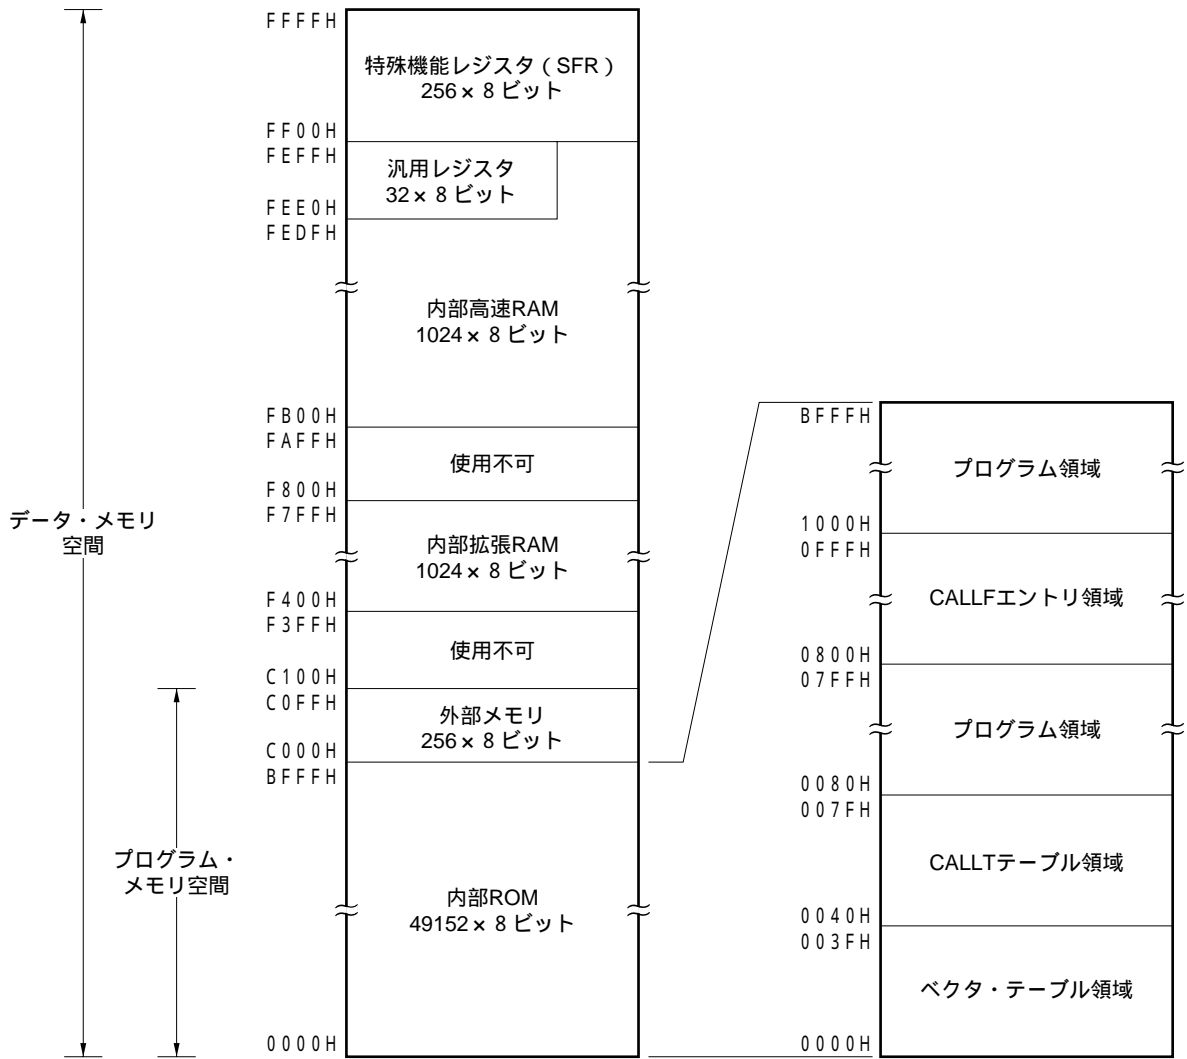 FFFFH
特殊機能レジスタ（SFR）
256×8ビット
FF00H
FEFFH
汎用レジスタ
32×8ビット
FEE0H
FEDFH
内部高速RAM
1024×8ビット
FB00H
FAFFH
使用不可
F800H
F7FFH
データ・メモリ
空間
内部拡張RAM
1024×8ビット
F400H
F3FFH
使用不可
C100H
C0FFH
外部メモリ
256×8ビット
C000H
BFFFH
プログラム・
メモリ空間
内部ROM
49152×8ビット
0000H
BFFFH
プログラム領域
1000H
0FFFH
CALLFエントリ領域
0800H
07FFH
プログラム領域
0080H
007FH
CALLTテーブル領域
0040H
003FH
ベクタ・テーブル領域
0000H